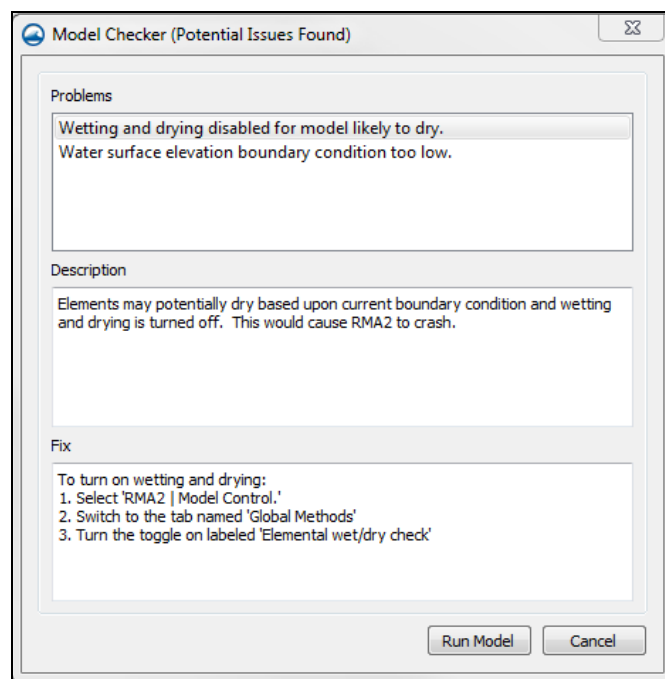 Model Checker (Potential Issues Found)
Problems
Wetting and drying disabled for model likely to dry.
Water surface elevation boundary condition too low.
Description
Elements may potentially dry based upon current boundary condition and wetting
and drying is turned off.  This would cause RMA2 to crash.
Fix
To turn on wetting and drying:
1. Select 'RMA2 | Model Control.'
2. Switch to the tab named 'Global Methods'
3. Turn the toggle on labeled 'Elemental wet/dry check'
Run Model
Cancel